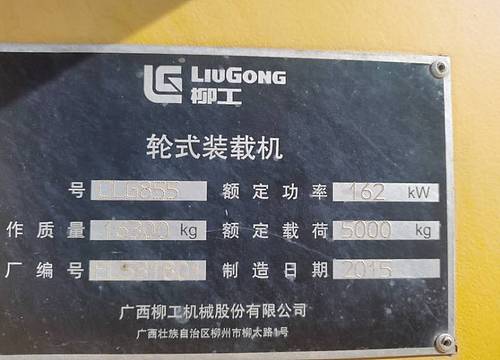 LIUGONG
柳工
轮式装载机
号 CLG855 额定功率 162 kW
作质量 16300 kg 额定载荷 5000 kg
厂编号 制造日期 2015
广西柳工机械股份有限公司
广西壮族自治区柳州市柳太路1号